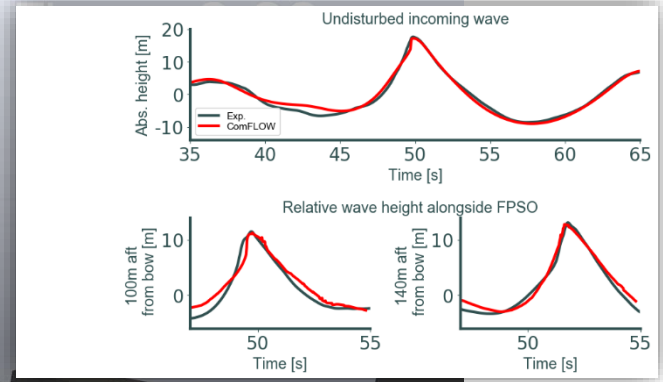 Undisturbed incoming wave
Abs. height [m]
20
10
0
-10
Exp.
ComFLOW
35 40 45 50 55 60 65
Time [s]
Relative wave height alongside FPSO
100m aft
from bow [m]
10
0
50 55
Time [s]
140m aft
from bow [m]
10
0
50 55
Time [s]